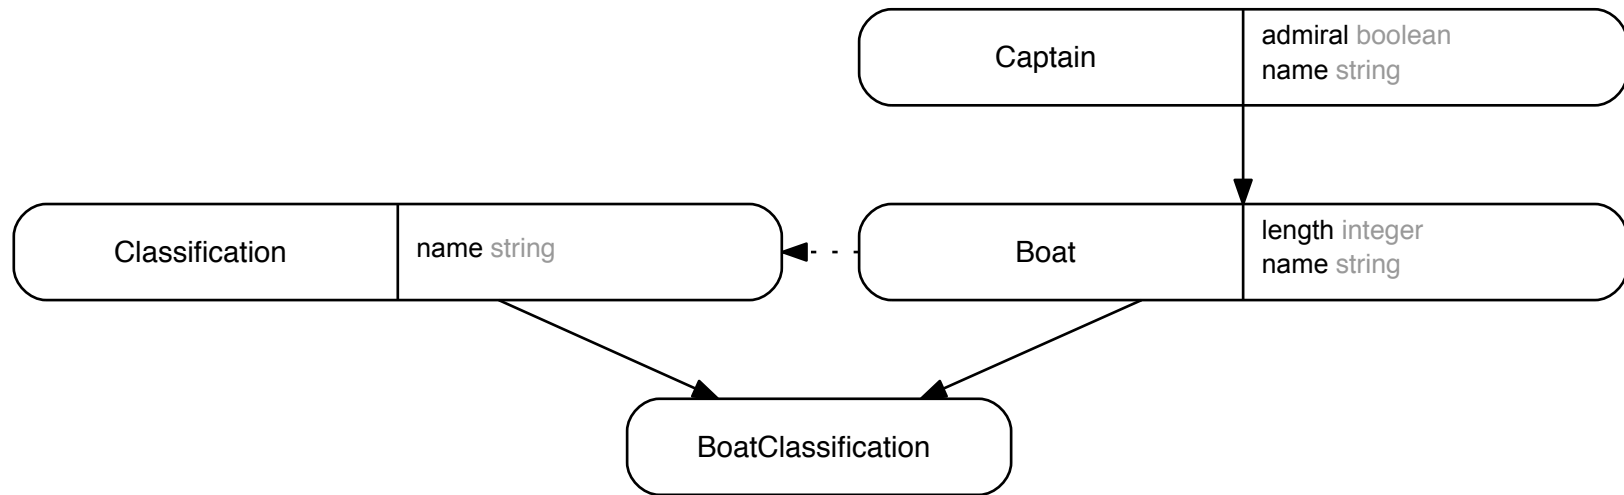 Captain
admiral boolean
name string
Classification
name string
Boat
length integer
name string
BoatClassification